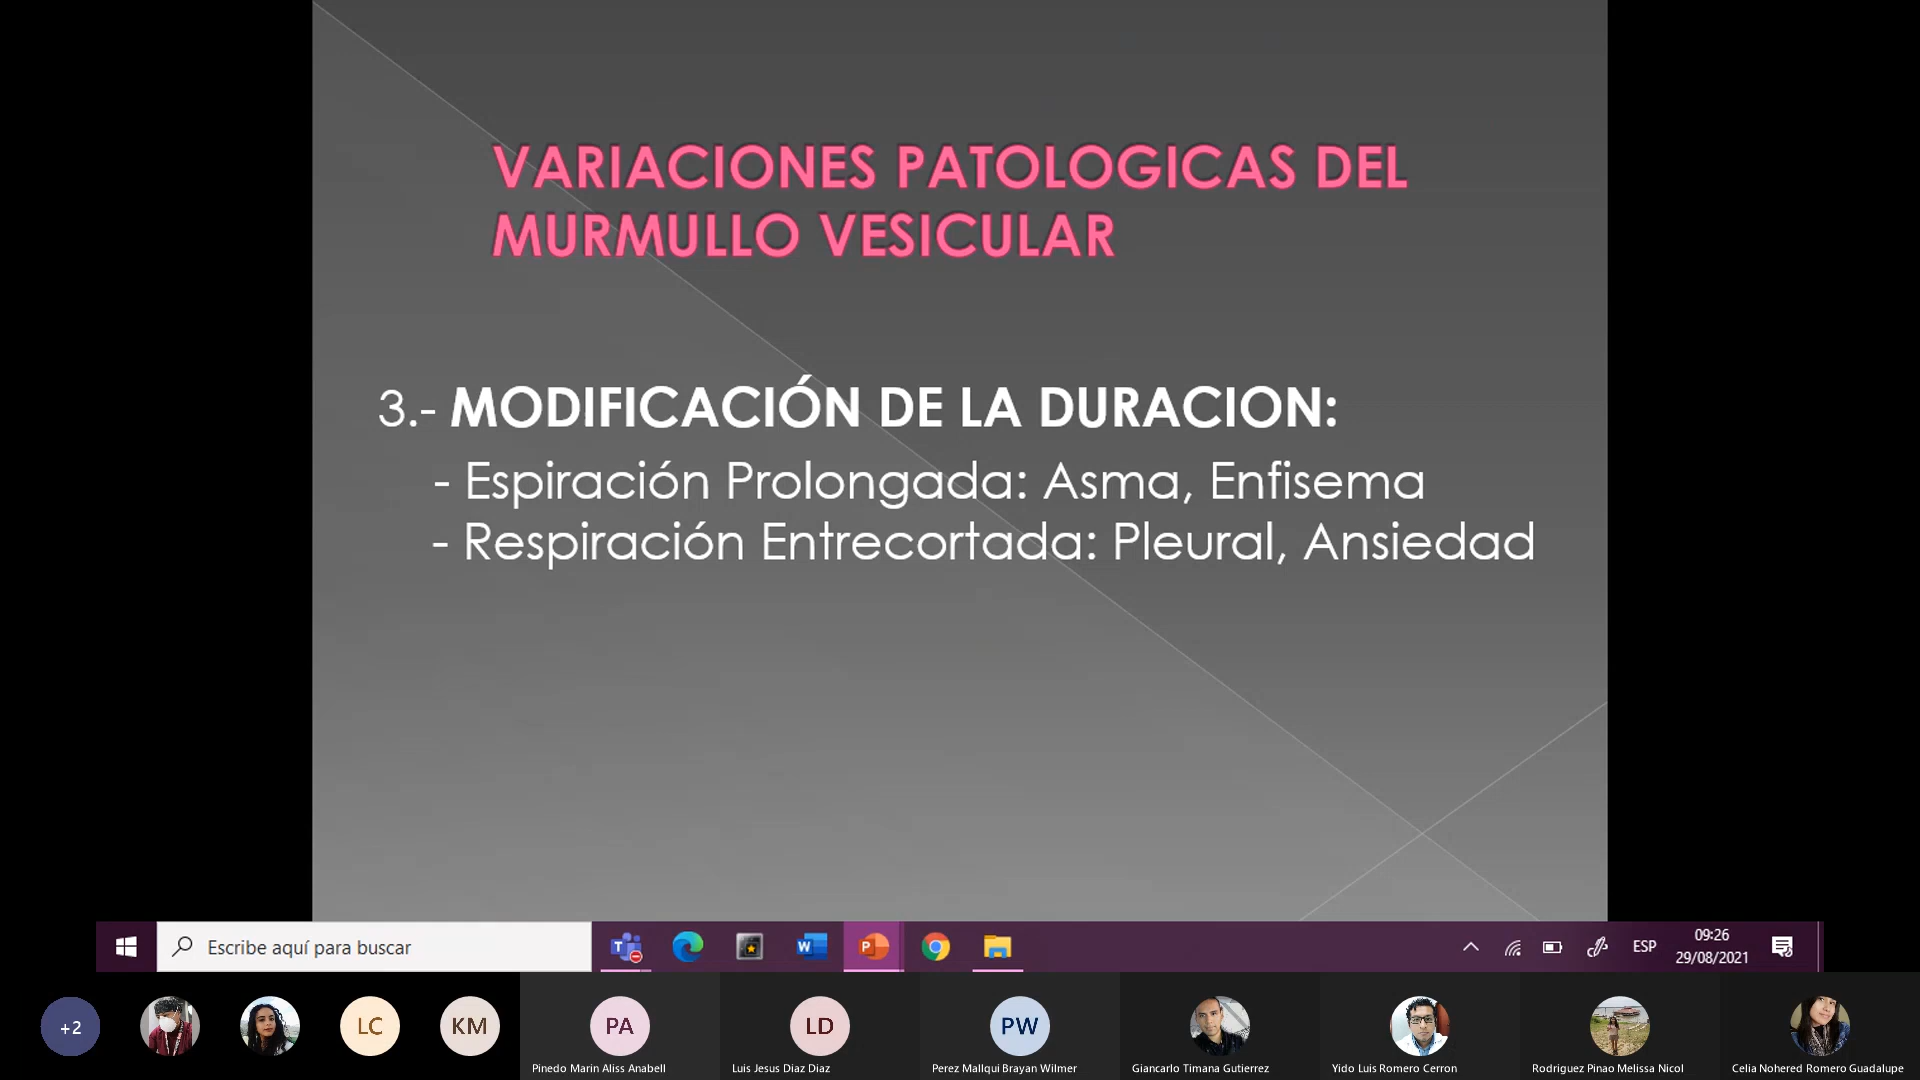 VARIACIONES PATOLOGICAS DEL
MURMULLO VESICULAR
3.- MODIFICACIÓN DE LA DURACION:
- Espiración Prolongada: Asma, Enfisema
- Respiración Entrecortada: Pleural, Ansiedad
Escribe aquí para buscar
ESP
09:26
29/08/2021
+2
LC
KM
PA
LD
PW
Pinedo Marin Aliss Anabell
Luis Jesus Diaz Diaz
Perez Mallqui Brayan Wilmer
Giancarlo Timana Gutierrez
Yido Luis Romero Cerron
Rodriguez Pinao Melissa Nicol
Celia Nohered Romero Guadalupe